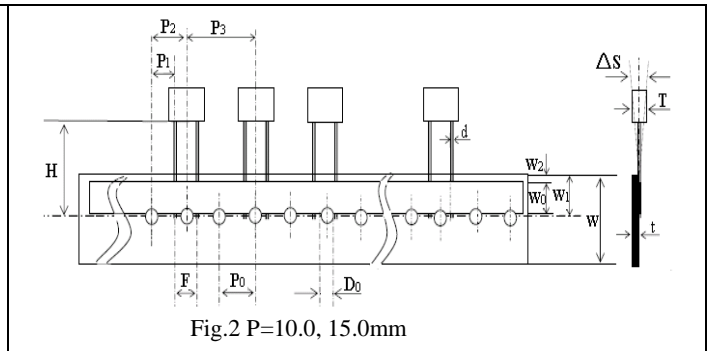 P2
P3
P1
ΔS
T
H
d
W2
W0
W1
W
t
F
P0
D0
Fig.2 P=10.0, 15.0mm